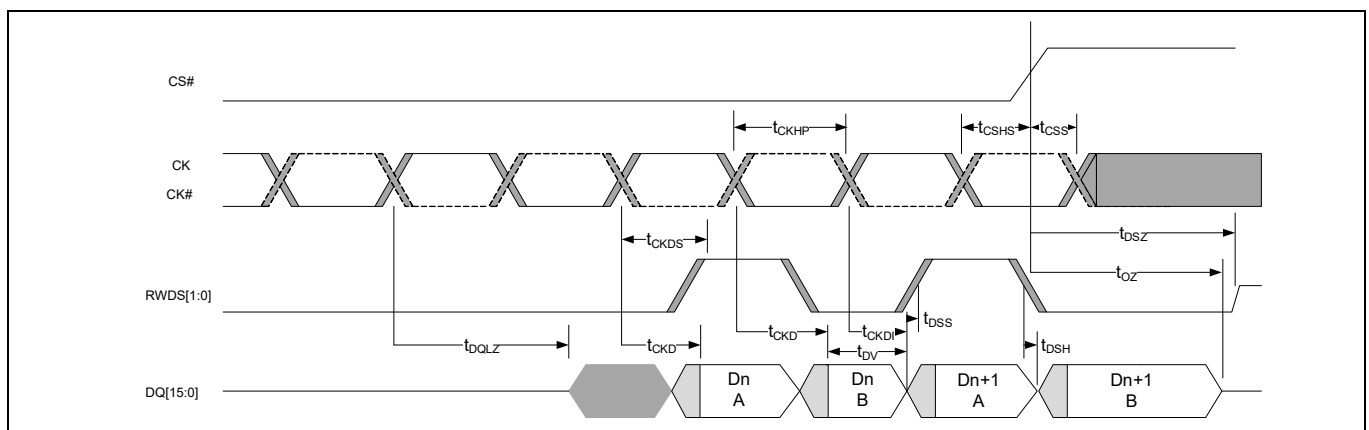 CS#
tCKHP
tCSHS
tCSS
CK
CK#
tDSZ
tCKDS
tOZ
RWDS[1:0]
tDSS
tCKD
tCKDI
tDQLZ
tCKD
tDV
tDSH
DQ[15:0]
Dn
A
Dn
B
Dn+1
A
Dn+1
B